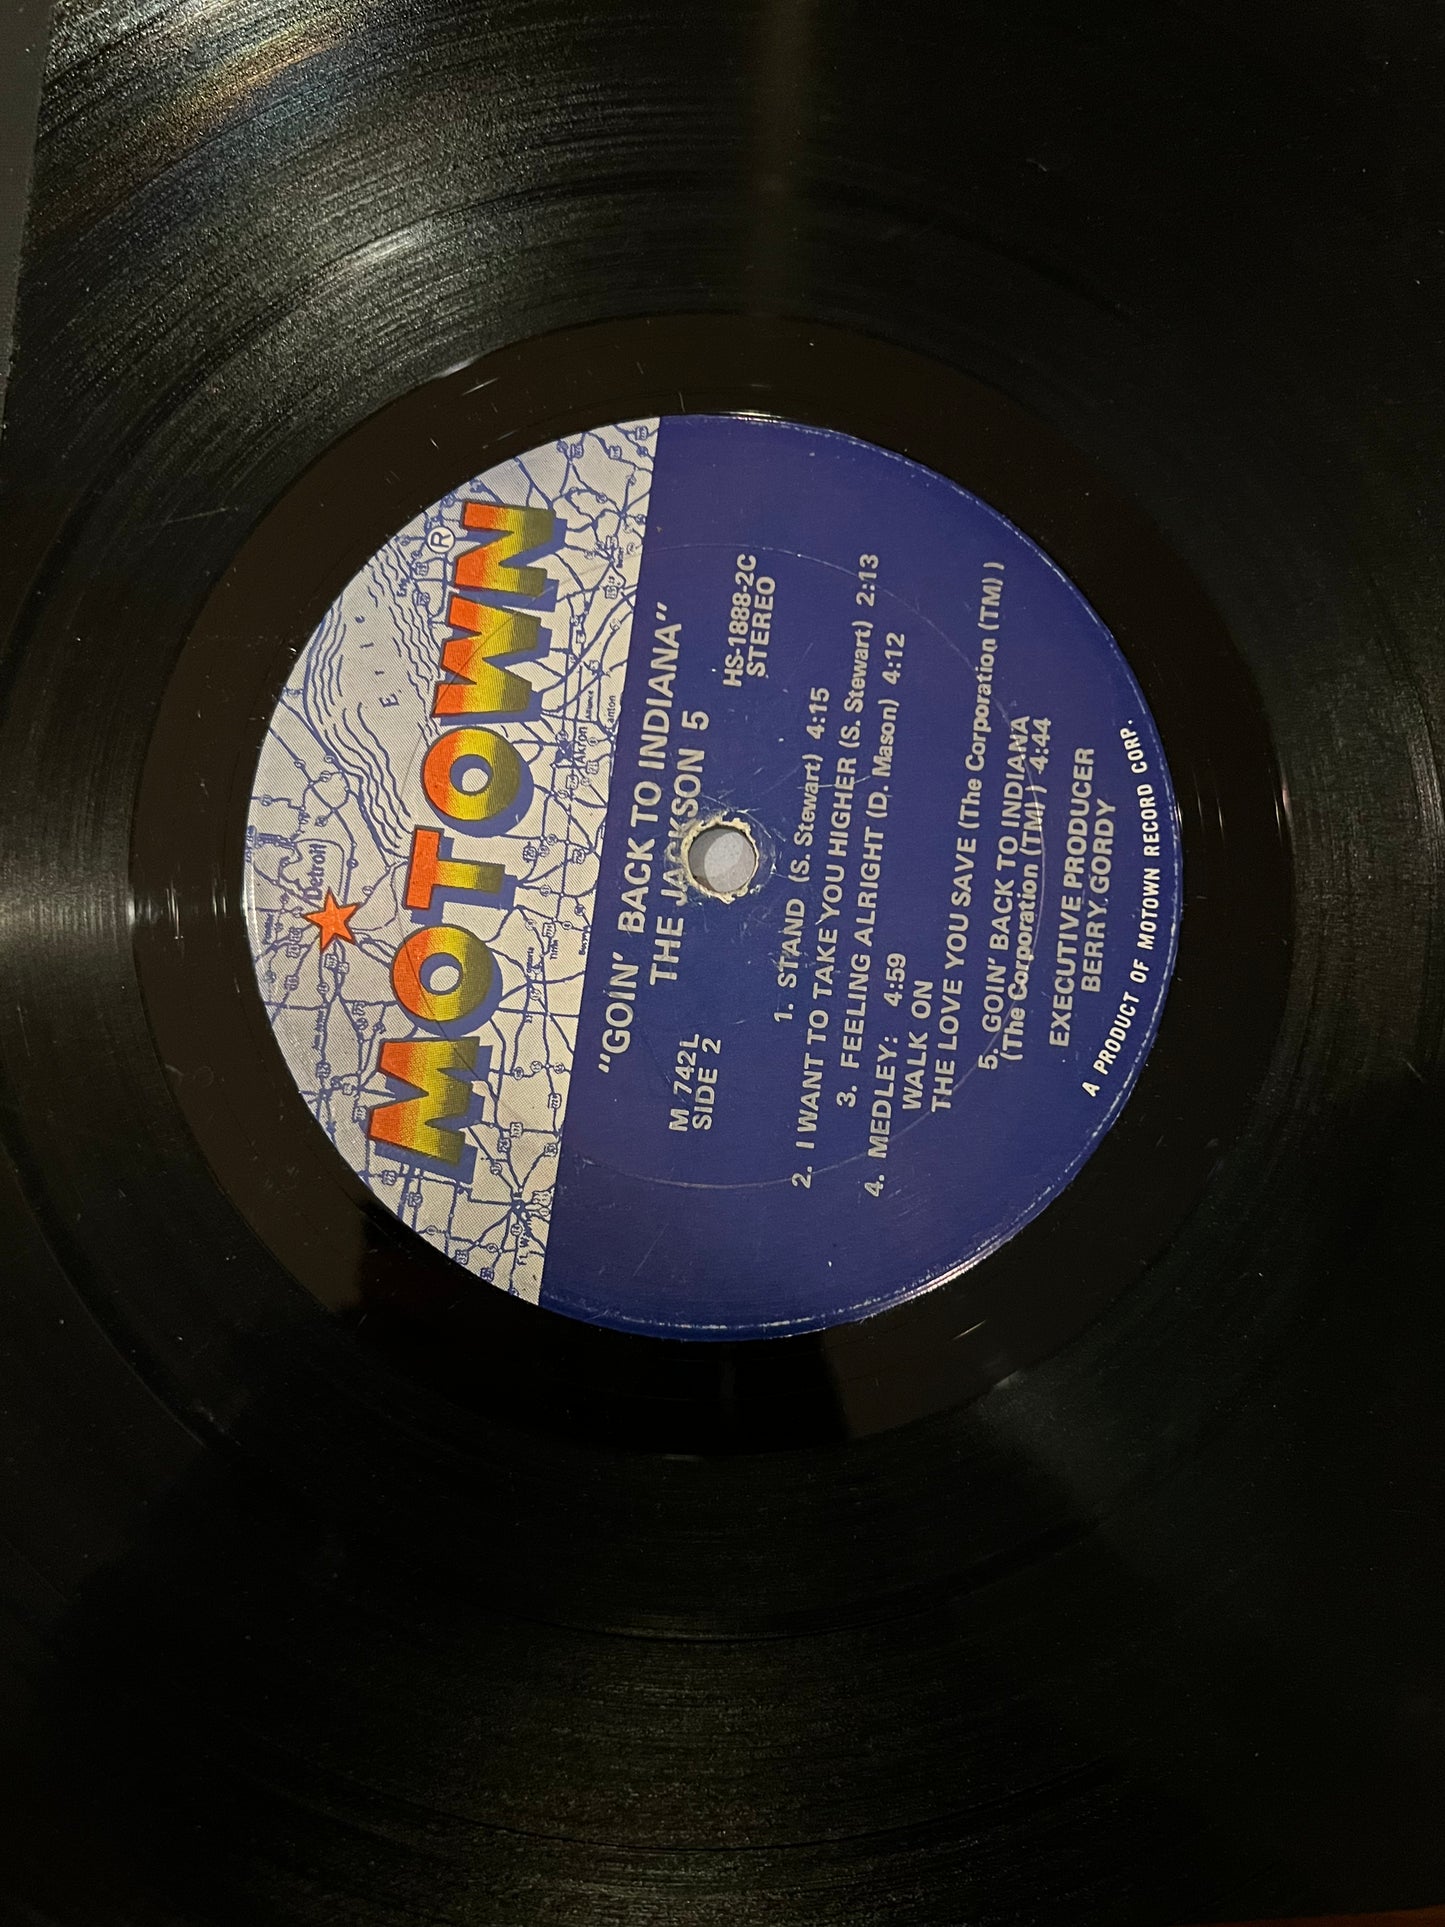 MOTOWN®
Detroit
Erie
Akron
"GOIN' BACK TO INDIANA"
THE JACKSON 5
M 742L
SIDE 2
HS-1888-2C
STEREO
1. STAND (S. Stewart) 4:15
2. I WANT TO TAKE YOU HIGHER (S. Stewart) 2:13
3. FEELING ALRIGHT (D. Mason) 4:12
4. MEDLEY: 4:59
WALK ON
THE LOVE YOU SAVE (The Corporation (TM) )
5. GOIN' BACK TO INDIANA
(The Corporation (TM) ) 4:44
EXECUTIVE PRODUCER
BERRY GORDY
A PRODUCT OF MOTOWN RECORD CORP.